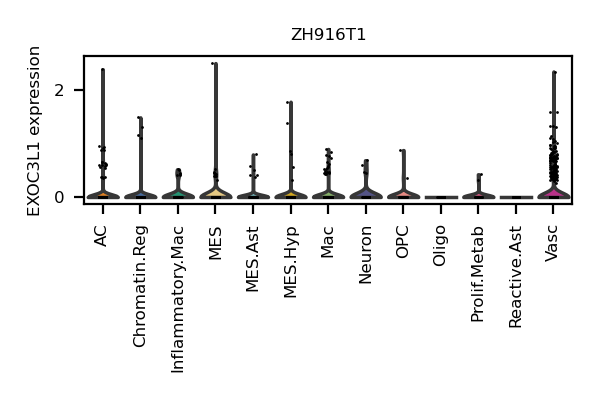 ZH916T1
EXOC3L1 expression
2
0
AC
Chromatin.Reg
Inflammatory.Mac
MES
MES.Ast
MES.Hyp
Mac
Neuron
OPC
Oligo
Prolif.Metab
Reactive.Ast
Vasc